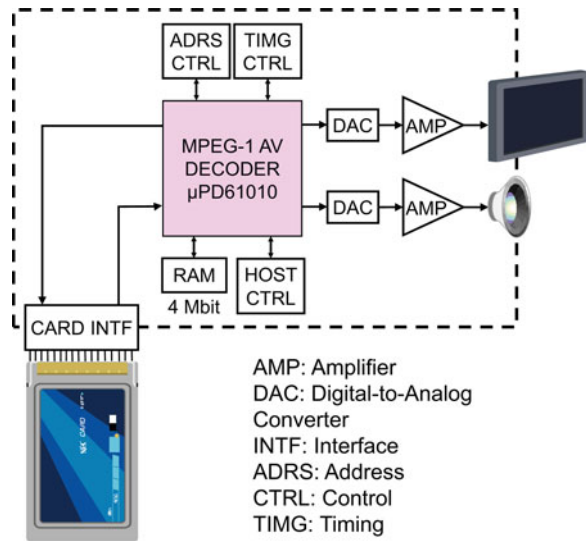 ADRS
CTRL
TIMG
CTRL
MPEG-1 AV
DECODER
μPD61010
DAC
AMP
DAC
AMP
RAM
4 Mbit
HOST
CTRL
CARD INTF
AMP: Amplifier
DAC: Digital-to-Analog
Converter
INTF: Interface
ADRS: Address
CTRL: Control
TIMG: Timing